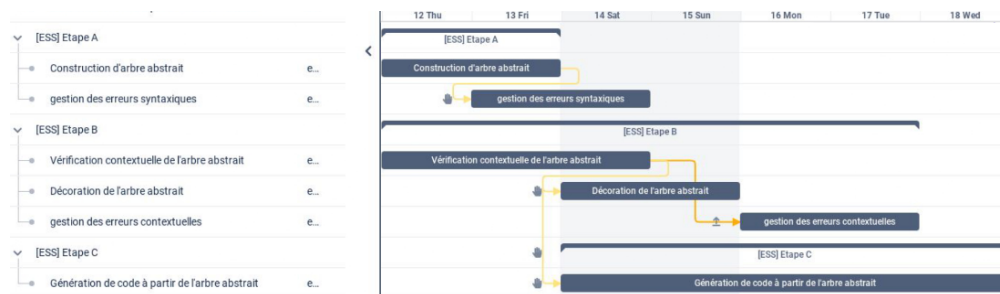 12 Thu 13 Fri 14 Sat 15 Sun 16 Mon 17 Tue 18 Wed
[ESS] Etape A [ESS] Etape A
Construction d'arbre abstrait e... Construction d'arbre abstrait
gestion des erreurs syntaxiques e... gestion des erreurs syntaxiques
[ESS] Etape B [ESS] Etape B
Vérification contextuelle de l'arbre abstrait e... Vérification contextuelle de l'arbre abstrait
Décoration de l'arbre abstrait e... Décoration de l'arbre abstrait
gestion des erreurs contextuelles e... gestion des erreurs contextuelles
[ESS] Etape C [ESS] Etape C
Génération de code à partir de l'arbre abstrait e... Génération de code à partir de l'arbre abstrait